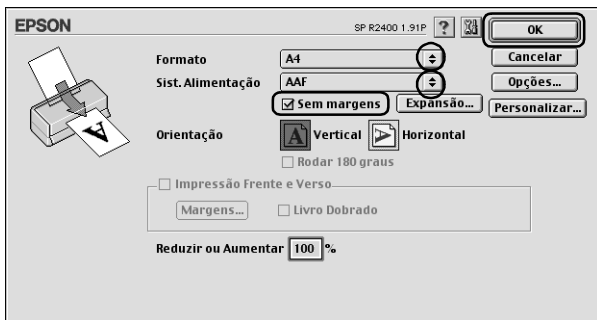 EPSON
SP R2400 1.91P ? OK
Formato A4 Cancelar
Sist. Alimentação AAF Opções...
Sem margens Expansão... Personalizar...
Orientação A Vertical A Horizontal
Rodar 180 graus
Impressão Frente e Verso
Margens... Livro Dobrado
Reduzir ou Aumentar 100 %